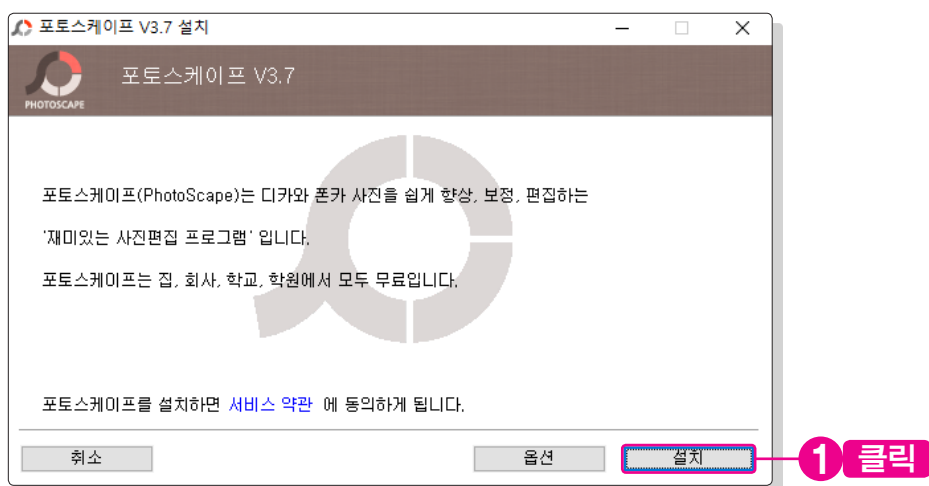 포토스케이프 V3.7 설치
포토스케이프 V3.7
PHOTOSCAPE
포토스케이프(PhotoScape)는 디카와 폰카 사진을 쉽게 향상, 보정, 편집하는
'재미있는 사진편집 프로그램' 입니다.
포토스케이프는 집, 회사, 학교, 학원에서 모두 무료입니다.
포토스케이프를 설치하면 서비스 약관 에 동의하게 됩니다.
취소 옵션 설치 1 클릭